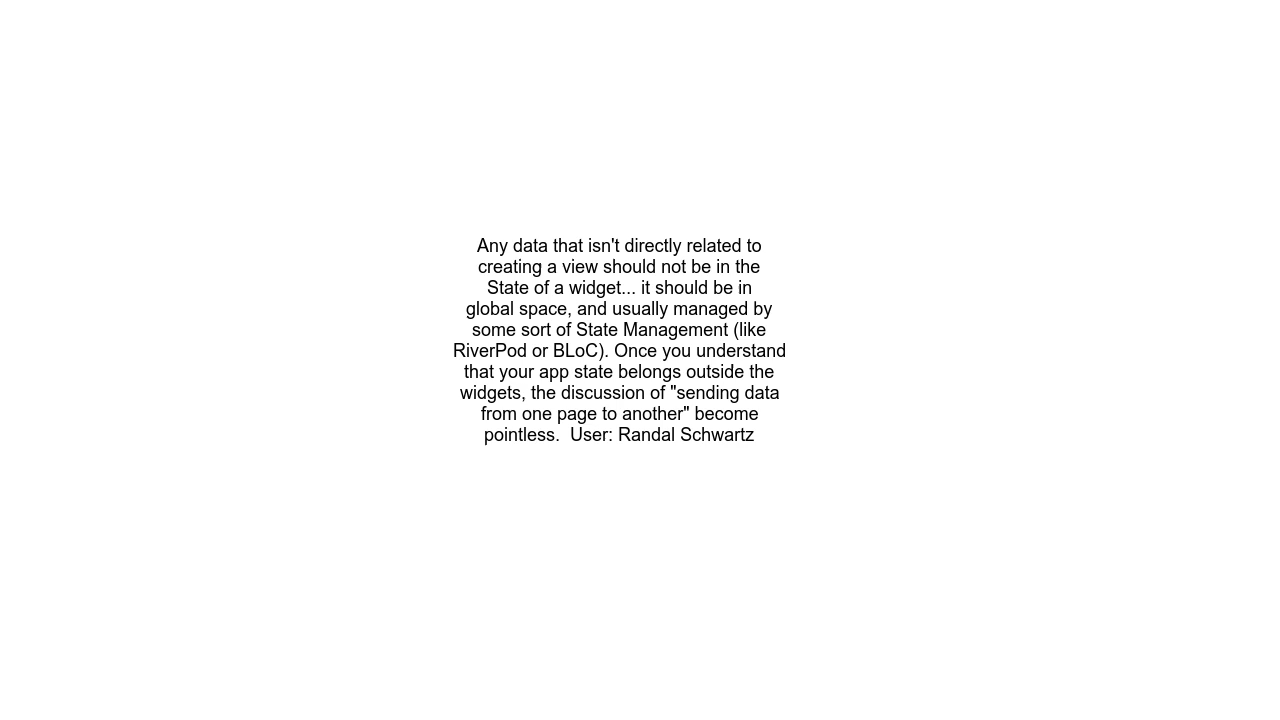 Any data that isn't directly related to
creating a view should not be in the
State of a widget... it should be in
global space, and usually managed by
some sort of State Management (like
RiverPod or BLoC). Once you understand
that your app state belongs outside the
widgets, the discussion of "sending data
from one page to another" become
pointless.  User: Randal Schwartz